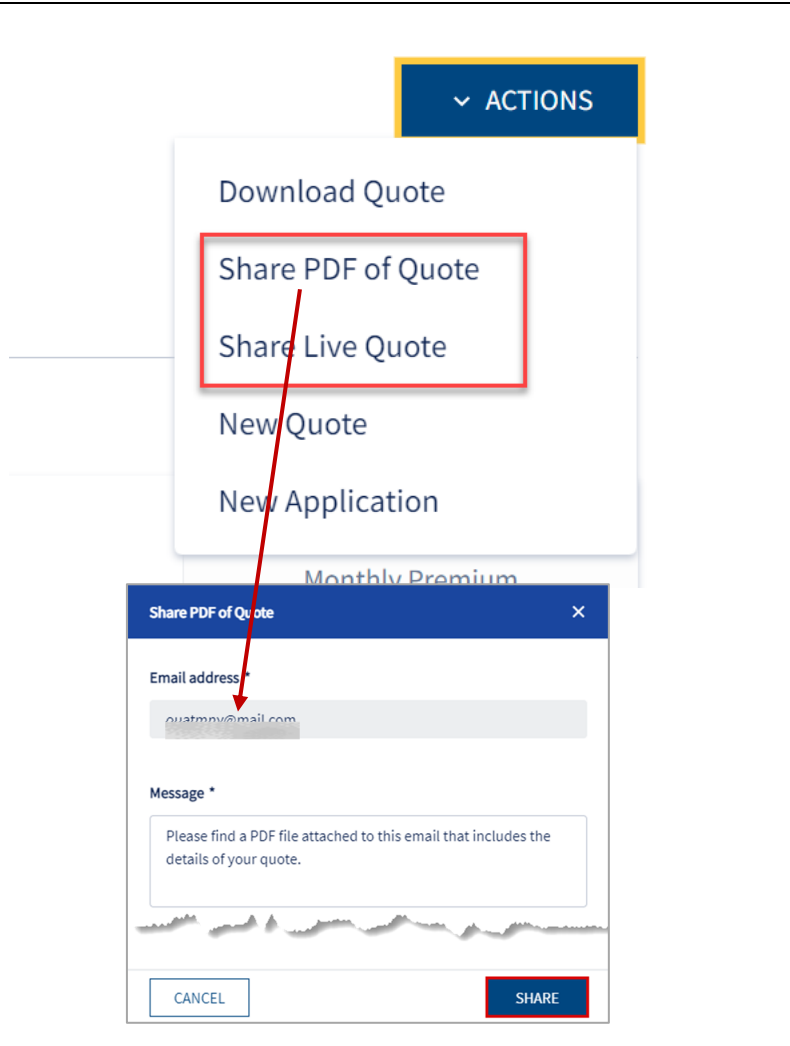 ACTIONS
Download Quote
Share PDF of Quote
Share Live Quote
New Quote
New Application
Monthly Premium
Share PDF of Quote
Email address *
@mail.com
Message *
Please find a PDF file attached to this email that includes the
details of your quote.
CANCEL
SHARE